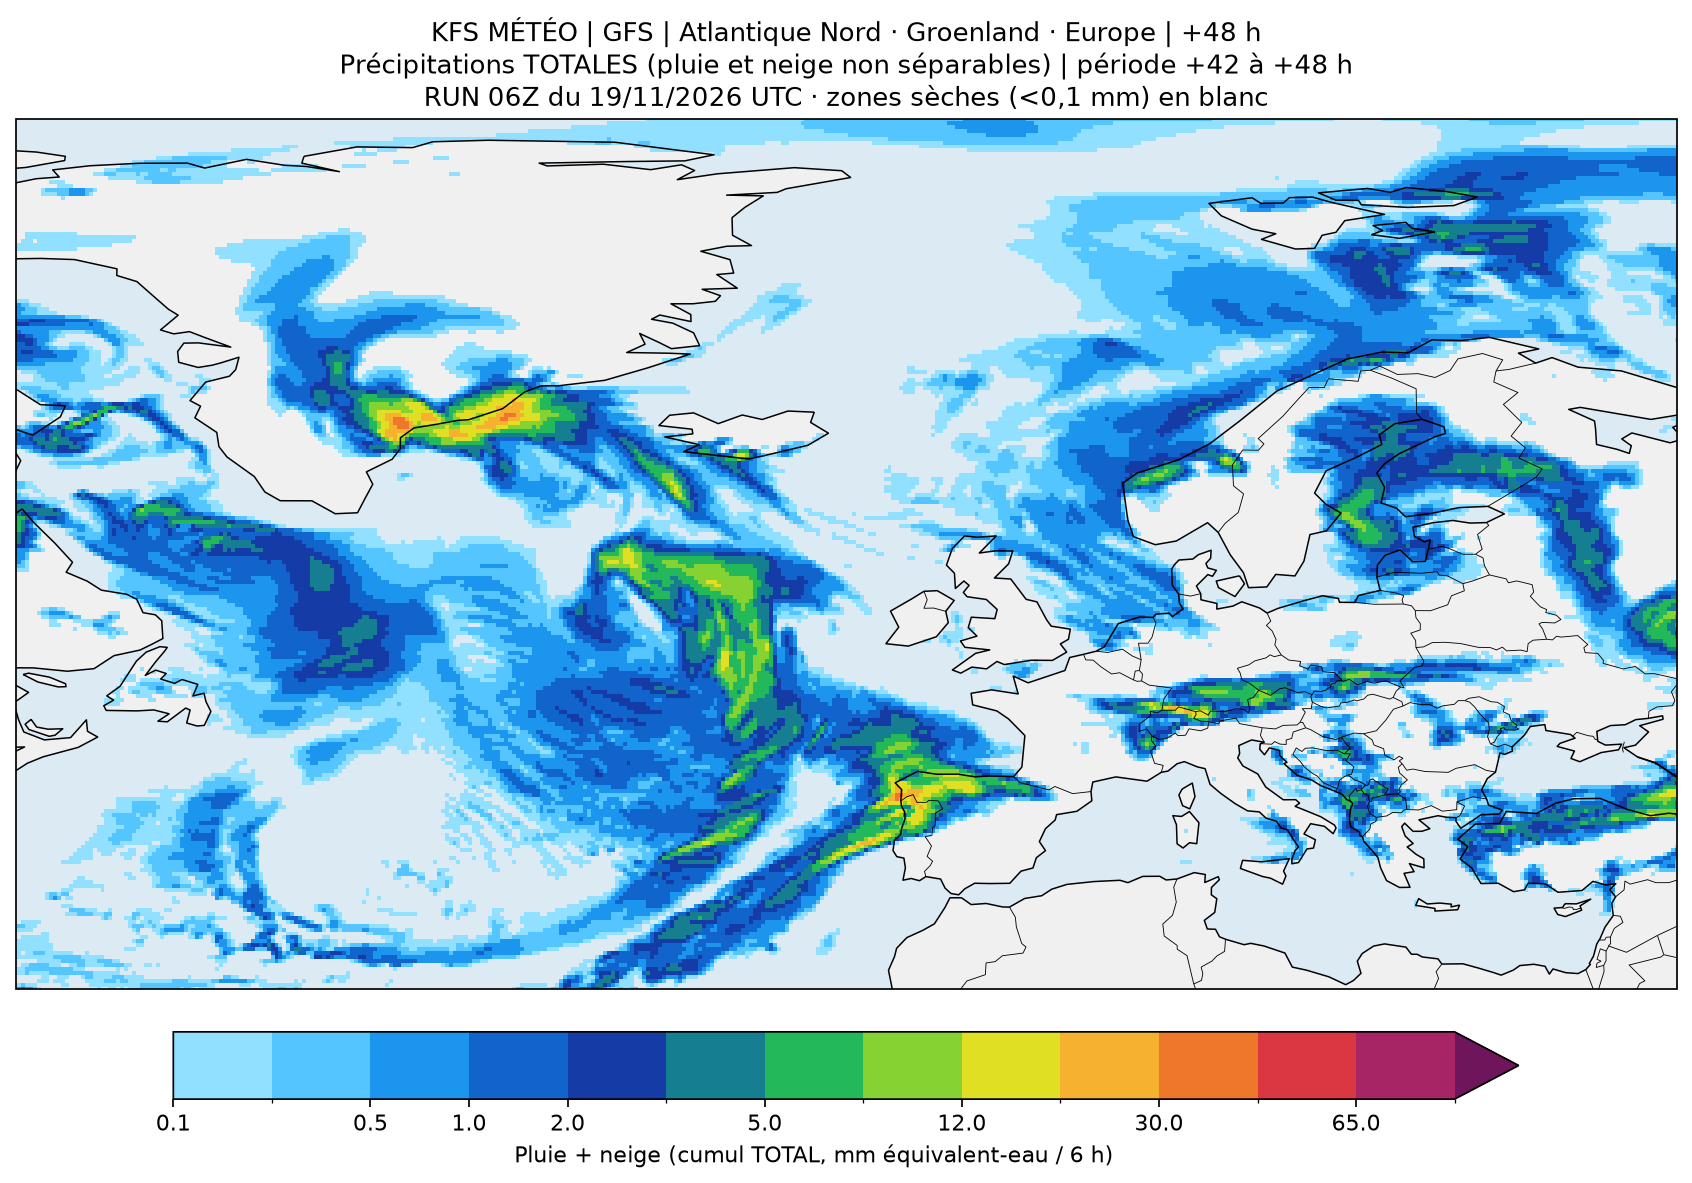 KFS MÉTÉO | GFS | Atlantique Nord · Groenland · Europe | +48 h
Précipitations TOTALES (pluie et neige non séparables) | période +42 à +48 h
RUN 06Z du 19/11/2026 UTC · zones sèches (<0,1 mm) en blanc
0.1 0.5 1.0 2.0 5.0 12.0 30.0 65.0
Pluie + neige (cumul TOTAL, mm équivalent-eau / 6 h)